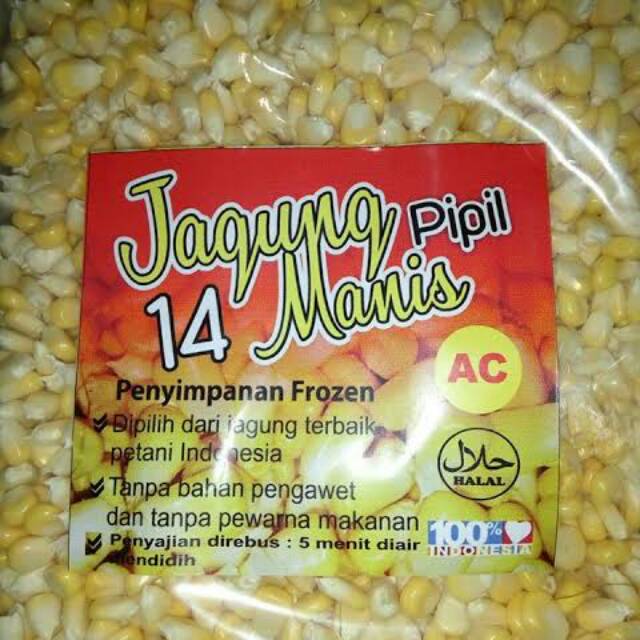 Jagung Pipil
14 Manis
AC
Penyimpanan Frozen
Dipilih dari jagung terbaik
petani Indonesia
حلال
HALAL
Tanpa bahan pengawet
dan tanpa pewarna makanan
100%
INDONESIA
Penyajian direbus : 5 menit diair
mendidih